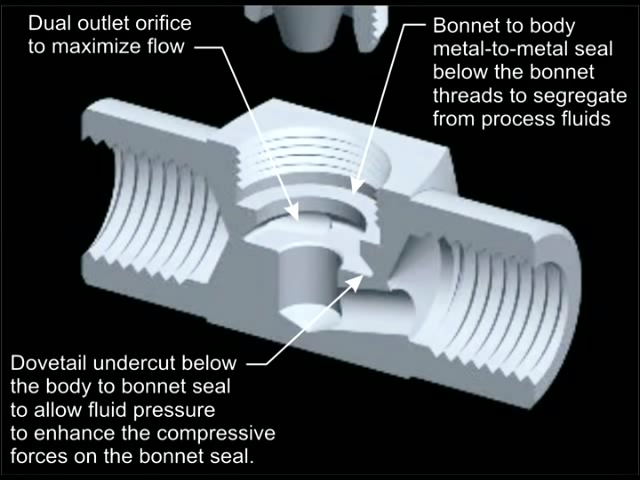 Dual outlet orifice
to maximize flow
Bonnet to body
metal-to-metal seal
below the bonnet
threads to segregate
from process fluids
Dovetail undercut below
the body to bonnet seal
to allow fluid pressure
to enhance the compressive
forces on the bonnet seal.